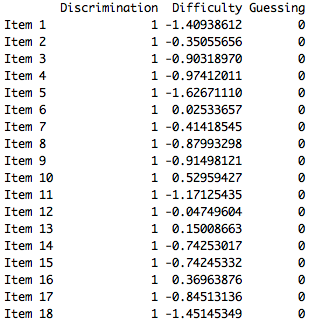 Discrimination Difficulty Guessing
Item 1 1 -1.40938612 0
Item 2 1 -0.35055656 0
Item 3 1 -0.90318970 0
Item 4 1 -0.97412011 0
Item 5 1 -1.62671110 0
Item 6 1 0.02533657 0
Item 7 1 -0.41418545 0
Item 8 1 -0.87993298 0
Item 9 1 -0.91498121 0
Item 10 1 0.52959427 0
Item 11 1 -1.17125435 0
Item 12 1 -0.04749604 0
Item 13 1 0.15008663 0
Item 14 1 -0.74253017 0
Item 15 1 -0.74245332 0
Item 16 1 0.36963876 0
Item 17 1 -0.84513136 0
Item 18 1 -1.45145349 0